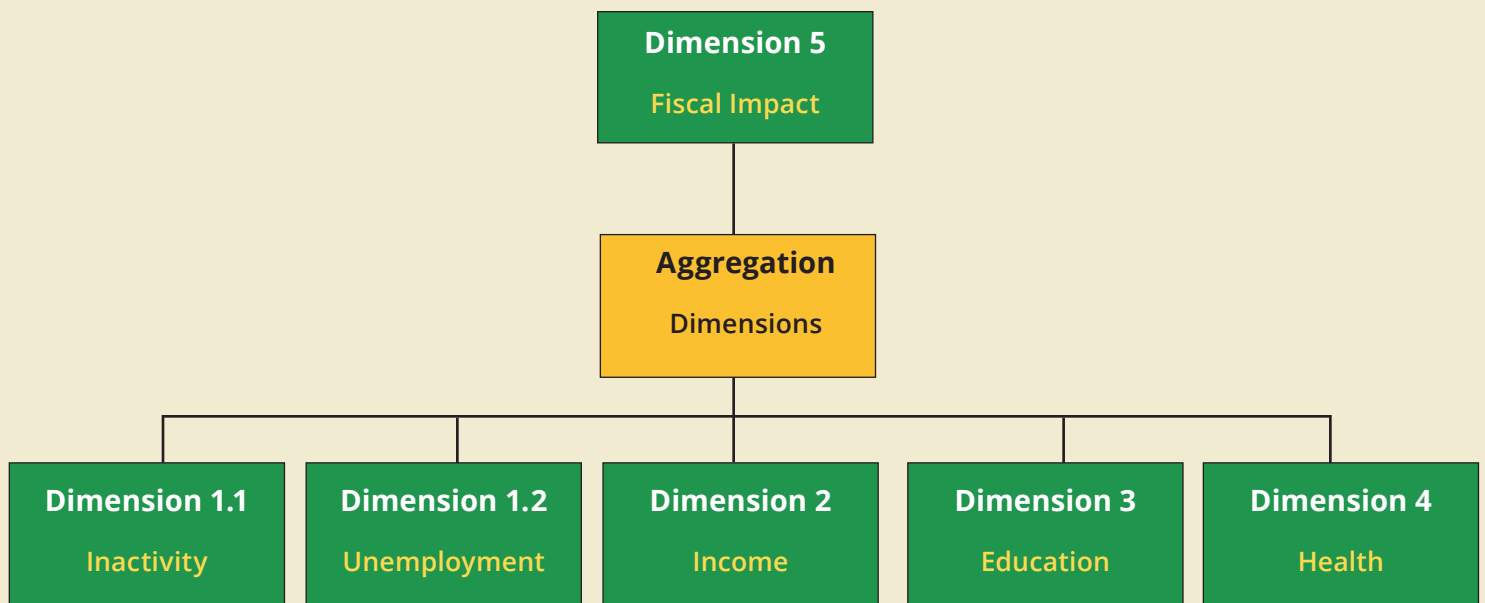 Dimension 5
Fiscal Impact
Aggregation
Dimensions
Dimension 1.1
Inactivity
Dimension 1.2
Unemployment
Dimension 2
Income
Dimension 3
Education
Dimension 4
Health